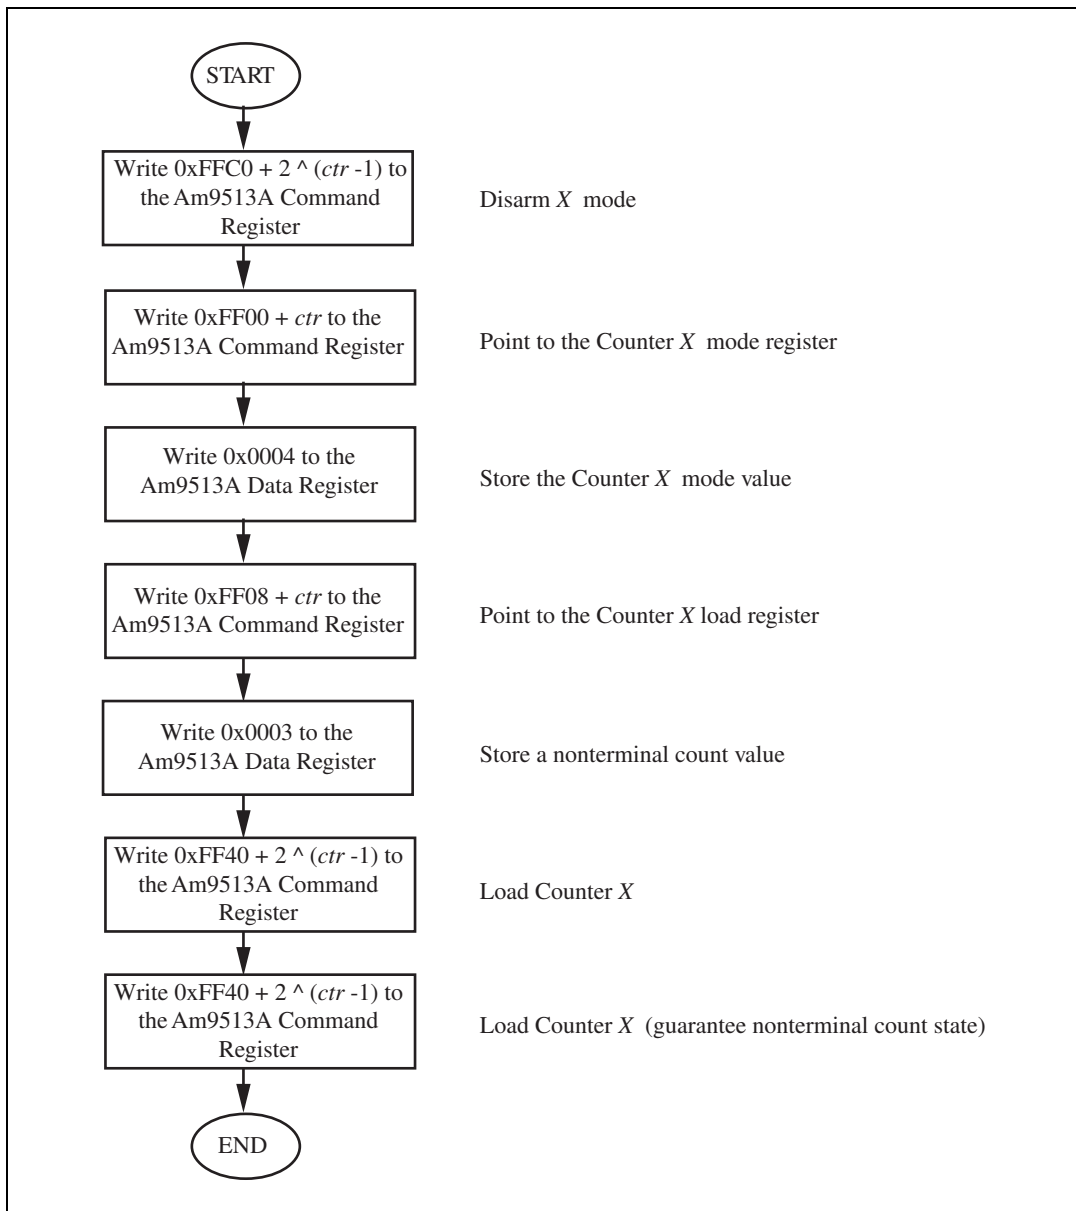 START
Write 0xFFC0 + 2 ^ (ctr -1) to
the Am9513A Command
Register
Disarm X mode
Write 0xFF00 + ctr to the
Am9513A Command Register
Point to the Counter X mode register
Write 0x0004 to the
Am9513A Data Register
Store the Counter X mode value
Write 0xFF08 + ctr to the
Am9513A Command Register
Point to the Counter X load register
Write 0x0003 to the
Am9513A Data Register
Store a nonterminal count value
Write 0xFF40 + 2 ^ (ctr -1) to
the Am9513A Command
Register
Load Counter X
Write 0xFF40 + 2 ^ (ctr -1) to
the Am9513A Command
Register
Load Counter X (guarantee nonterminal count state)
END